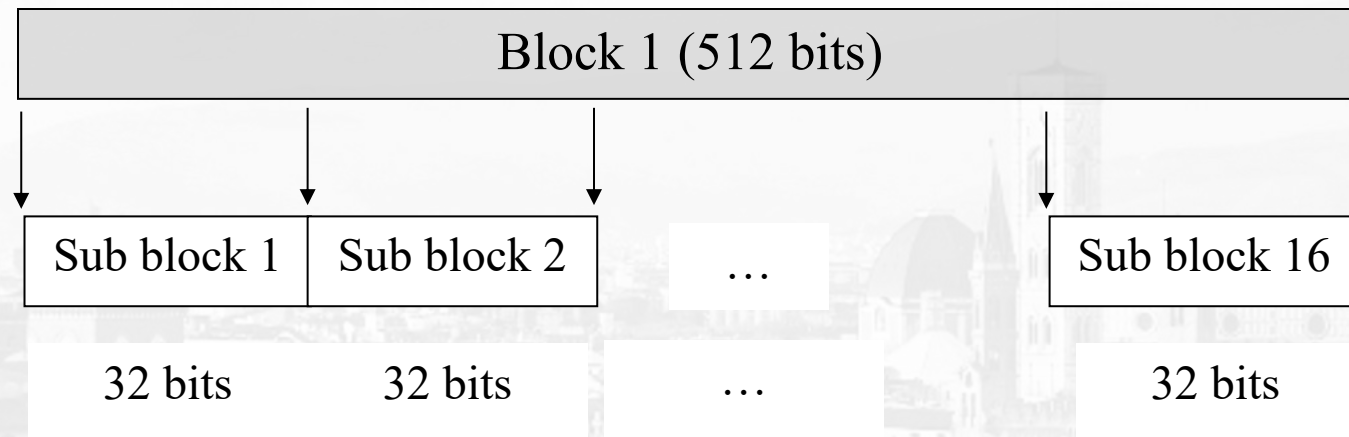 Block 1 (512 bits)
Sub block 1 Sub block 2 … Sub block 16
32 bits 32 bits … 32 bits